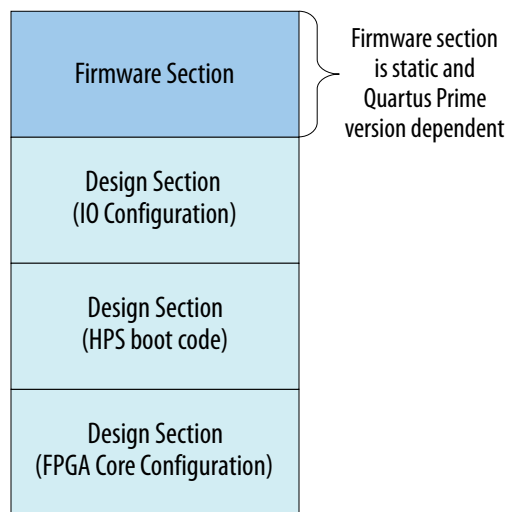 Firmware Section
Firmware section
is static and
Quartus Prime
version dependent
Design Section
(IO Configuration)
Design Section
(HPS boot code)
Design Section
(FPGA Core Configuration)